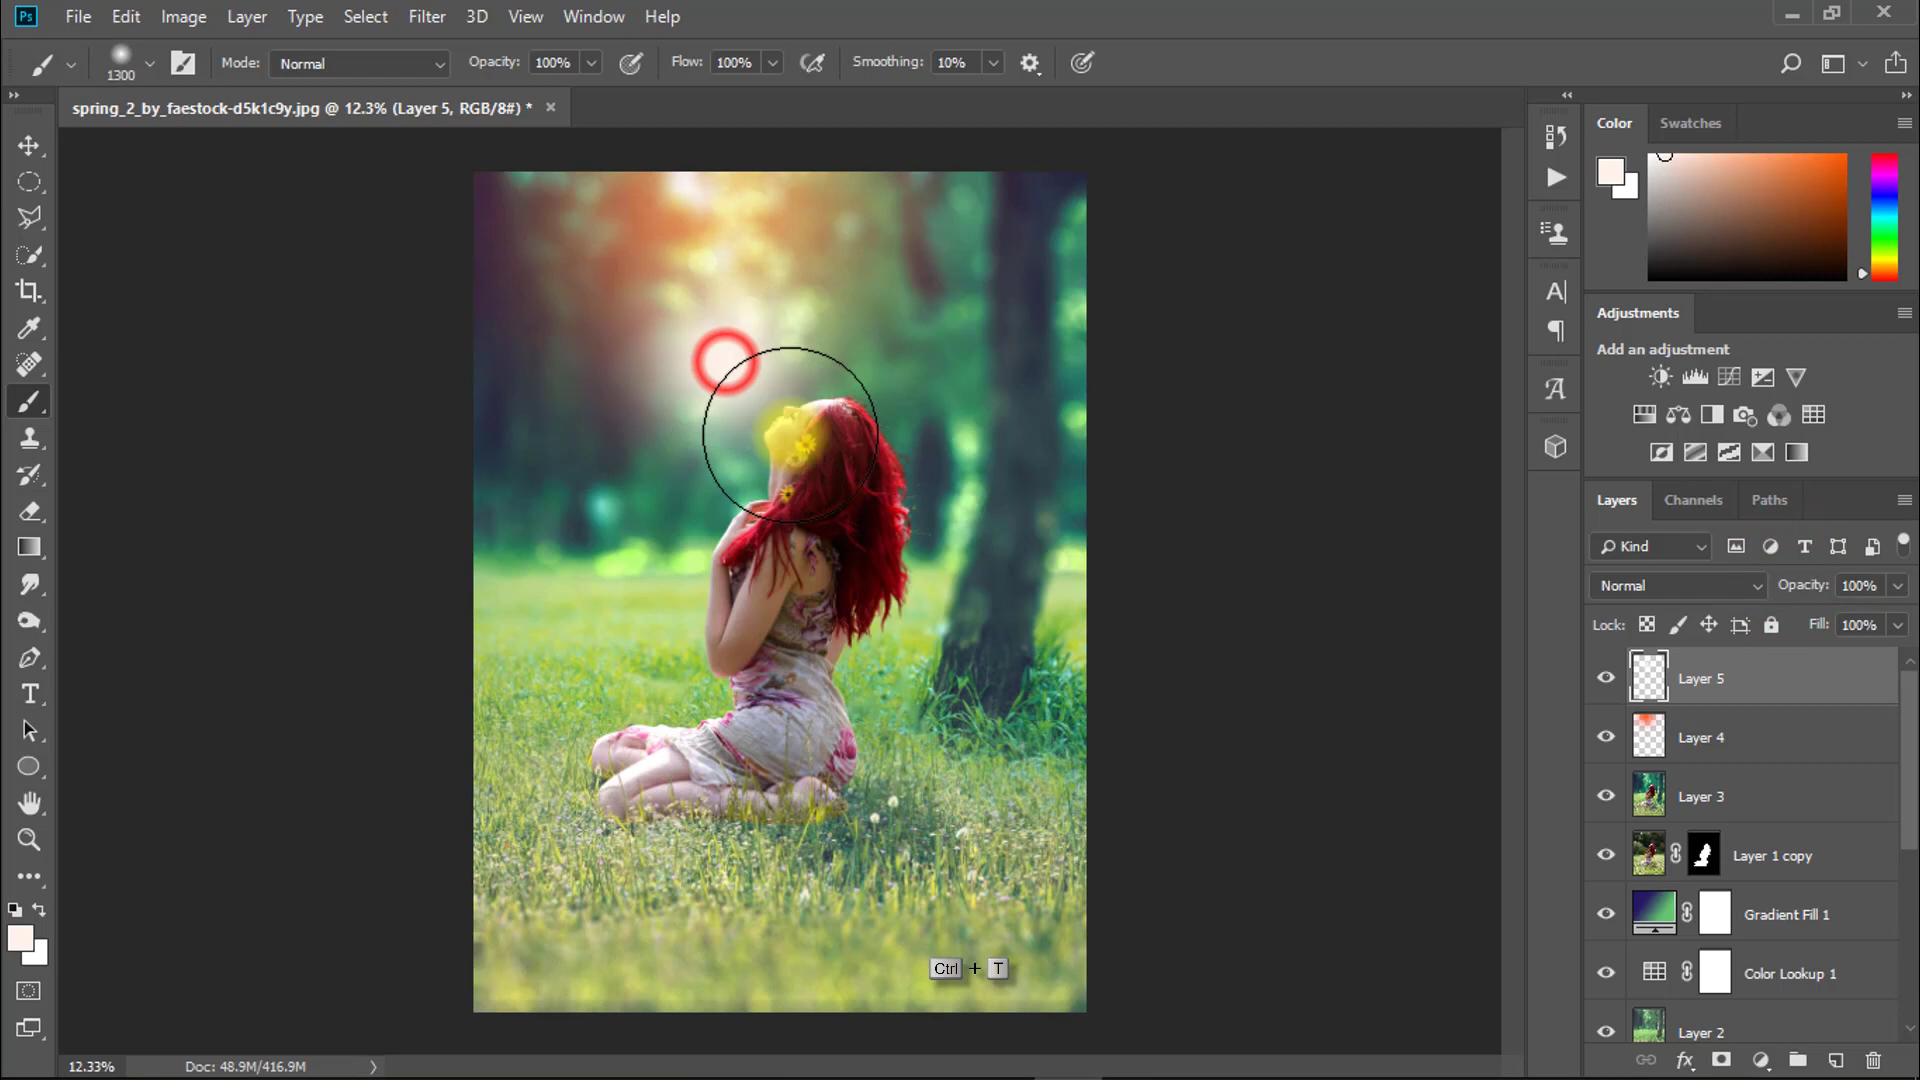 Ps File Edit Image Layer Type Select Filter 3D View Window Help
1300 Mode: Normal Opacity: 100% Flow: 100% Smoothing: 10%
spring_2_by_faestock-d5k1c9y.jpg @ 12.3% (Layer 5, RGB/8#) *
Color Swatches
Adjustments
Add an adjustment
Layers Channels Paths
Kind
Normal Opacity: 100%
Lock: Fill: 100%
Layer 5
Layer 4
Layer 3
Layer 1 copy
Gradient Fill 1
Color Lookup 1
Layer 2
Ctrl + T
12.33% Doc: 48.9M/416.9M